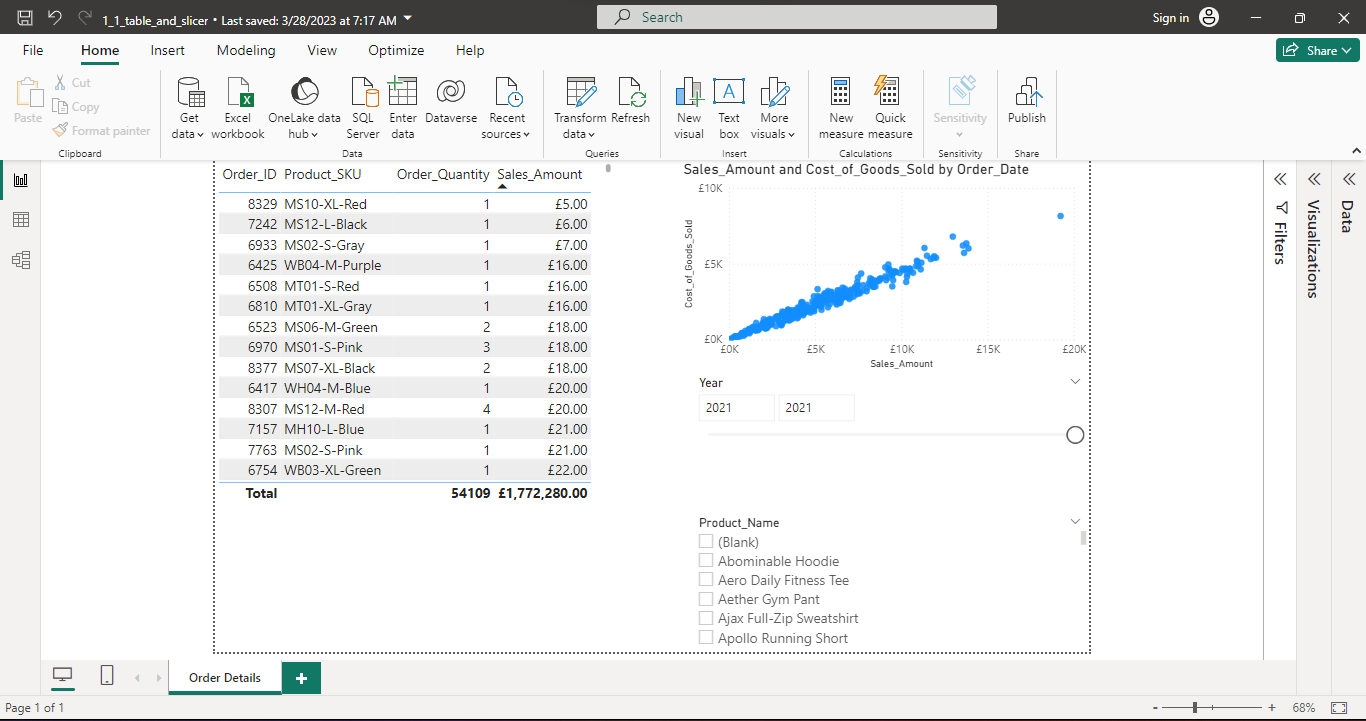 1_1_table_and_slicer • Last saved: 3/28/2023 at 7:17 AM
Search
Sign in
File Home Insert Modeling View Optimize Help
Share
Paste
Cut
Copy
Format painter
Clipboard
Get data
Excel workbook
OneLake data hub
SQL Server
Enter data
Dataverse
Recent sources
Data
Transform data
Refresh
Queries
New visual
Text box
More visuals
Insert
New measure
Quick measure
Calculations
Sensitivity
Sensitivity
Publish
Share
Order_ID Product_SKU Order_Quantity Sales_Amount
8329 MS10-XL-Red 1 £5.00
7242 MS12-L-Black 1 £6.00
6933 MS02-S-Gray 1 £7.00
6425 WB04-M-Purple 1 £16.00
6508 MT01-S-Red 1 £16.00
6810 MT01-XL-Gray 1 £16.00
6523 MS06-M-Green 2 £18.00
6970 MS01-S-Pink 3 £18.00
8377 MS07-XL-Black 2 £18.00
6417 WH04-M-Blue 1 £20.00
8307 MS12-M-Red 4 £20.00
7157 MH10-L-Blue 1 £21.00
7763 MS02-S-Pink 1 £21.00
6754 WB03-XL-Green 1 £22.00
Total 54109 £1,772,280.00
Sales_Amount and Cost_of_Goods_Sold by Order_Date
£10K
£5K
£0K
Cost_of_Goods_Sold
£0K £5K £10K £15K £20K
Sales_Amount
Year
2021 2021
Product_Name
(Blank)
Abominable Hoodie
Aero Daily Fitness Tee
Aether Gym Pant
Ajax Full-Zip Sweatshirt
Apollo Running Short
Filters
Visualizations
Data
Order Details
+
Page 1 of 1
- + 68%